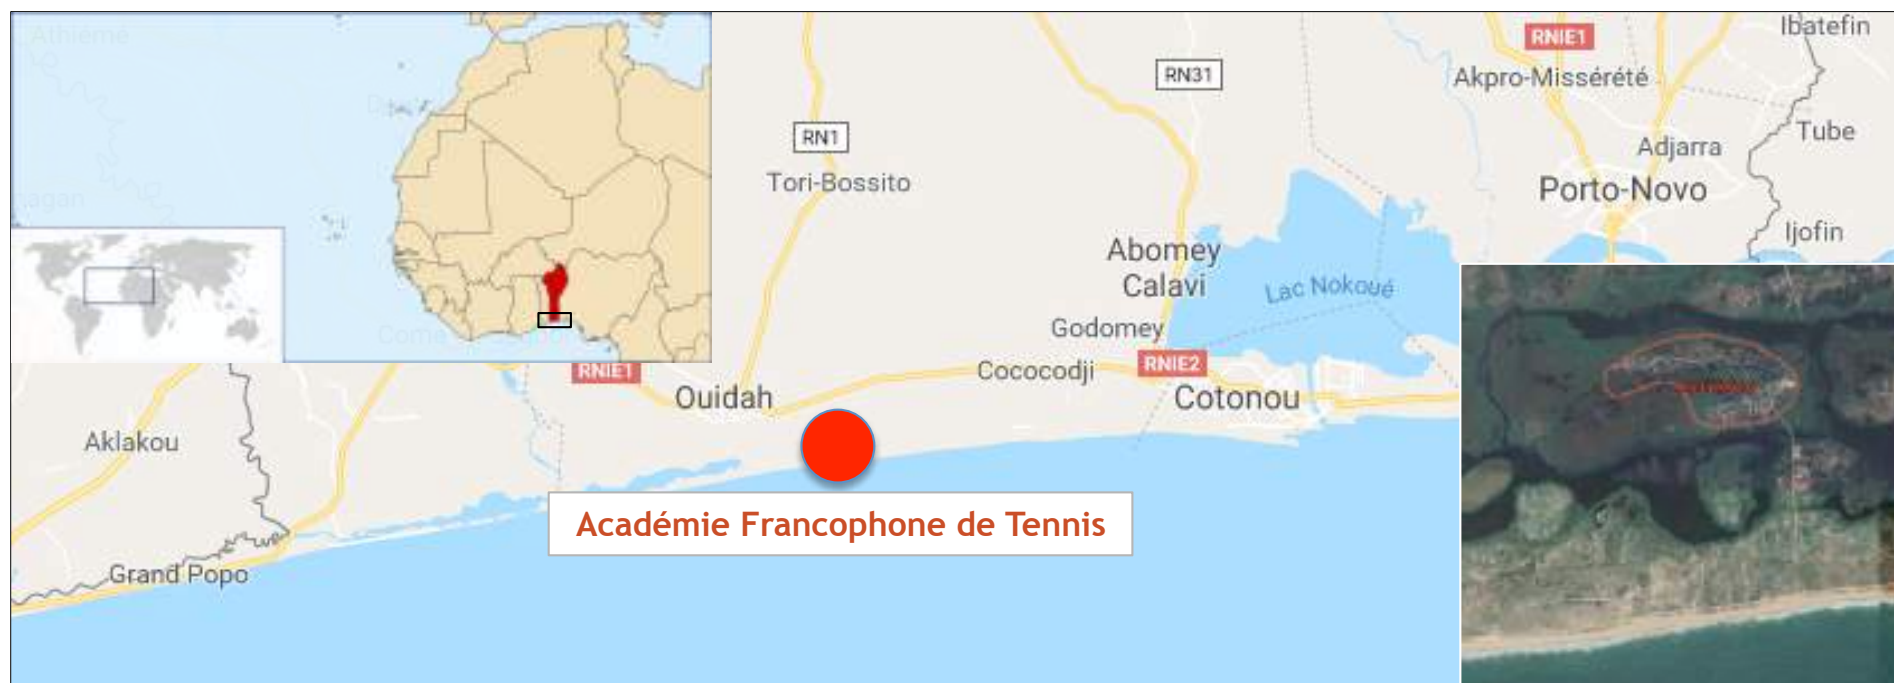 Athiémé
RNIE1
Ibatefin
RN31
Akpro-Missérété
RN1
Tube
Adjarra
Tori-Bossito
Porto-Novo
Ijofin
Abomey
Calavi
Lac Nokoué
Godomey
Cococodji
RNIE2
RNIE1
Ouidah
Cotonou
Aklakou
Académie Francophone de Tennis
Grand Popo